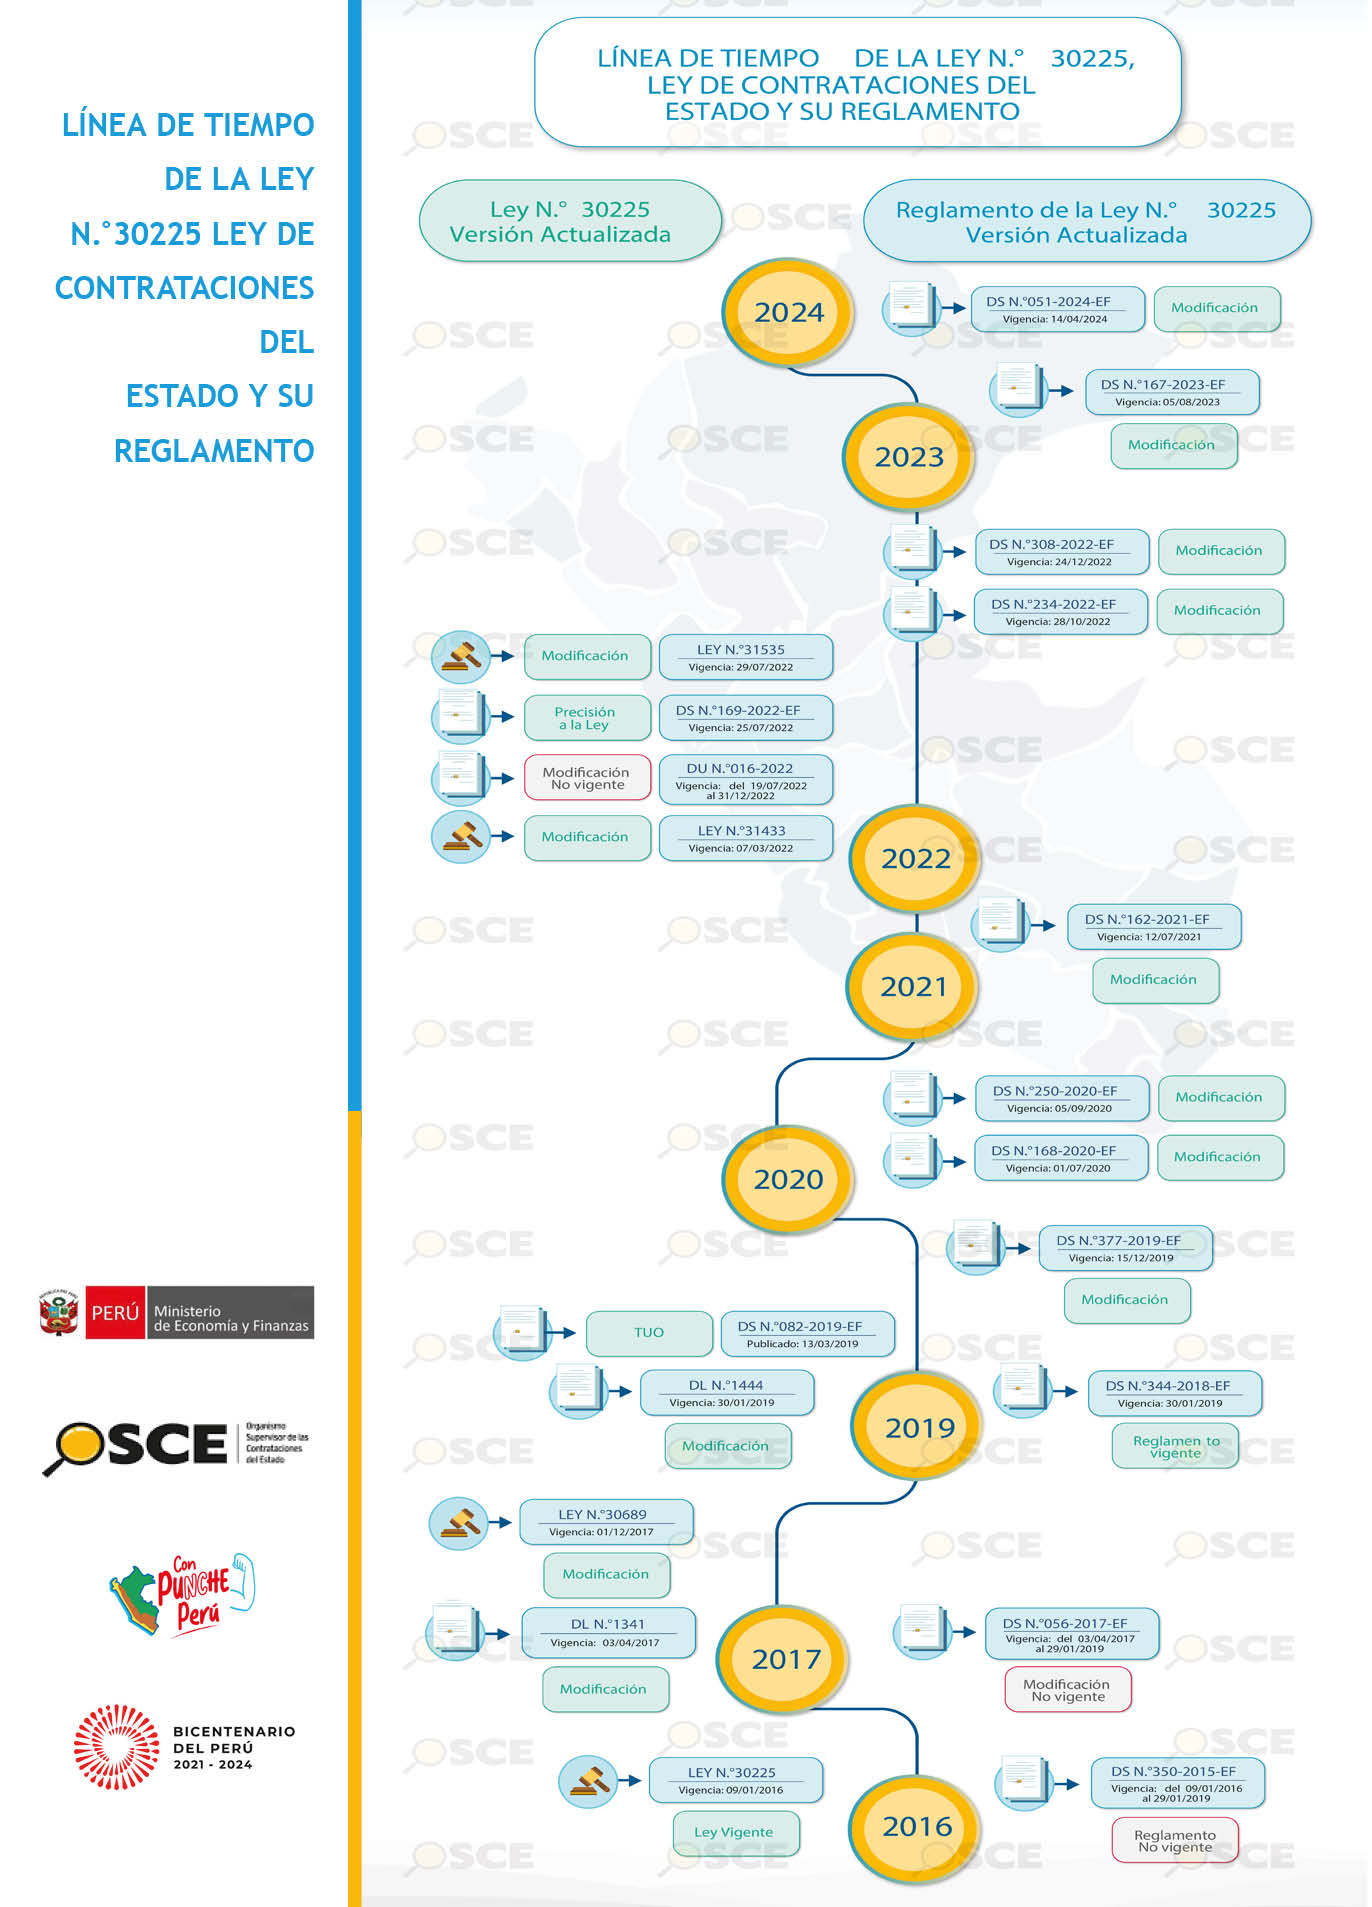 LÍNEA DE TIEMPO
DE LA LEY
N.°30225 LEY DE
CONTRATACIONES
DEL
ESTADO Y SU
REGLAMENTO
PERÚ
Ministerio
de Economía y Finanzas
OSCE
Organismo
Supervisor de las
Contrataciones
del Estado
Con
PUNCHE
Perú
BICENTENARIO
DEL PERÚ
2021 - 2024
LÍNEA DE TIEMPO DE LA LEY N.° 30225,
LEY DE CONTRATACIONES DEL
ESTADO Y SU REGLAMENTO
Ley N.° 30225
Versión Actualizada
Reglamento de la Ley N.° 30225
Versión Actualizada
2024
DS N.°051-2024-EF
Vigencia: 14/04/2024
Modificación
DS N.°167-2023-EF
Vigencia: 05/08/2023
Modificación
2023
DS N.°308-2022-EF
Vigencia: 24/12/2022
Modificación
DS N.°234-2022-EF
Vigencia: 28/10/2022
Modificación
Modificación
LEY N.°31535
Vigencia: 29/07/2022
Precisión
a la Ley
DS N.°169-2022-EF
Vigencia: 25/07/2022
Modificación
No vigente
DU N.°016-2022
Vigencia: del 19/07/2022
al 31/12/2022
Modificación
LEY N.°31433
Vigencia: 07/03/2022
2022
DS N.°162-2021-EF
Vigencia: 12/07/2021
Modificación
2021
DS N.°250-2020-EF
Vigencia: 05/09/2020
Modificación
DS N.°168-2020-EF
Vigencia: 01/07/2020
Modificación
2020
DS N.°377-2019-EF
Vigencia: 15/12/2019
Modificación
TUO
DS N.°082-2019-EF
Publicado: 13/03/2019
DL N.°1444
Vigencia: 30/01/2019
Modificación
2019
DS N.°344-2018-EF
Vigencia: 30/01/2019
Reglamen to
vigente
LEY N.°30689
Vigencia: 01/12/2017
Modificación
DL N.°1341
Vigencia: 03/04/2017
Modificación
2017
DS N.°056-2017-EF
Vigencia: del 03/04/2017
al 29/01/2019
Modificación
No vigente
LEY N.°30225
Vigencia: 09/01/2016
Ley Vigente
2016
DS N.°350-2015-EF
Vigencia: del 09/01/2016
al 29/01/2019
Reglamento
No vigente